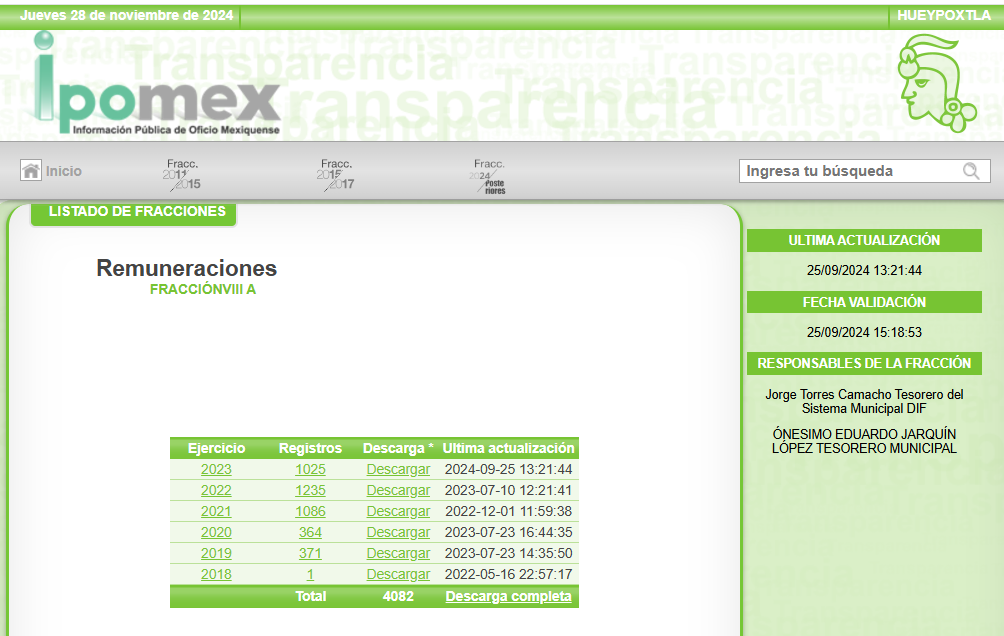 Jueves 28 de noviembre de 2024
HUEYPOXTLA
Transparencia
ipomex
Información Pública de Oficio Mexiquense
Inicio
Fracc.
2011
2015
Fracc.
2015
2017
Fracc.
2024
Poste
riores
Ingresa tu búsqueda
LISTADO DE FRACCIONES
Remuneraciones
FRACCIÓNVIII A
Ejercicio Registros Descarga * Ultima actualización
2023 1025 Descargar 2024-09-25 13:21:44
2022 1235 Descargar 2023-07-10 12:21:41
2021 1086 Descargar 2022-12-01 11:59:38
2020 364 Descargar 2023-07-23 16:44:35
2019 371 Descargar 2023-07-23 14:35:50
2018 1 Descargar 2022-05-16 22:57:17
Total 4082 Descarga completa
ULTIMA ACTUALIZACIÓN
25/09/2024 13:21:44
FECHA VALIDACIÓN
25/09/2024 15:18:53
RESPONSABLES DE LA FRACCIÓN
Jorge Torres Camacho Tesorero del
Sistema Municipal DIF
ÓNESIMO EDUARDO JARQUÍN
LÓPEZ TESORERO MUNICIPAL